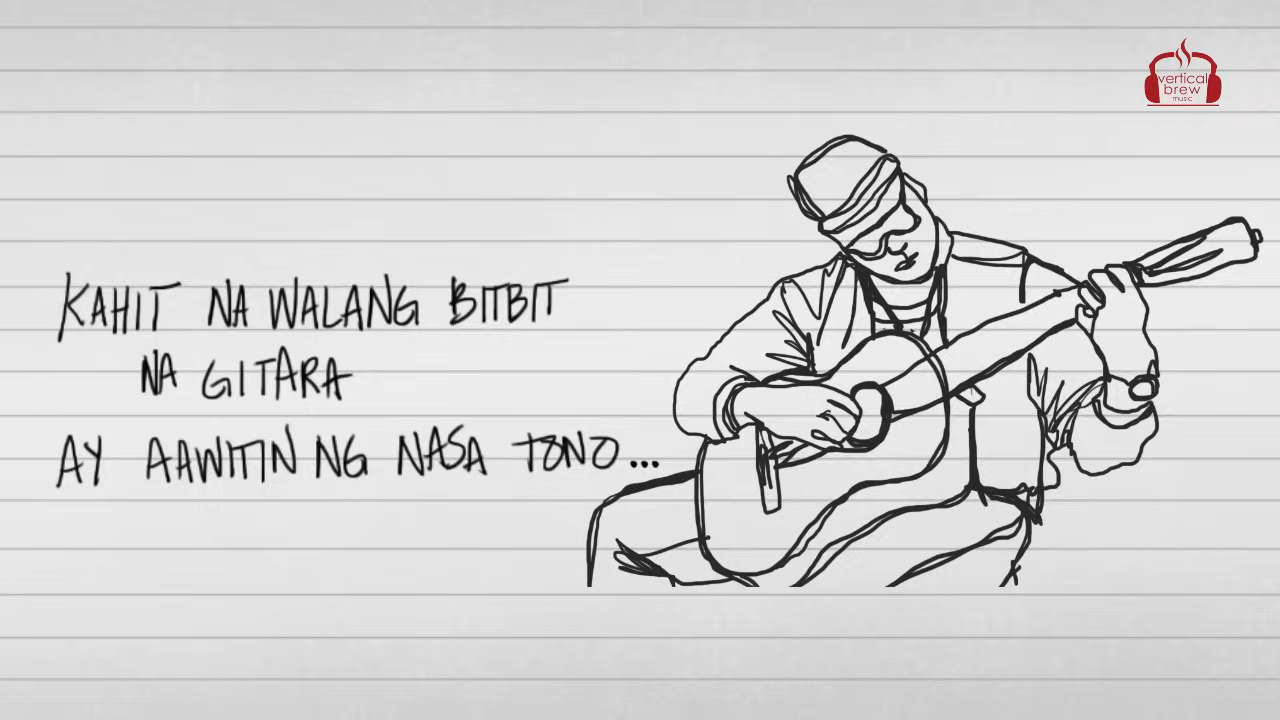 vertical
brew
music
KAHIT NA WALANG BITBIT
NA GITARA
AY AAWITIN NG NASA TONO...